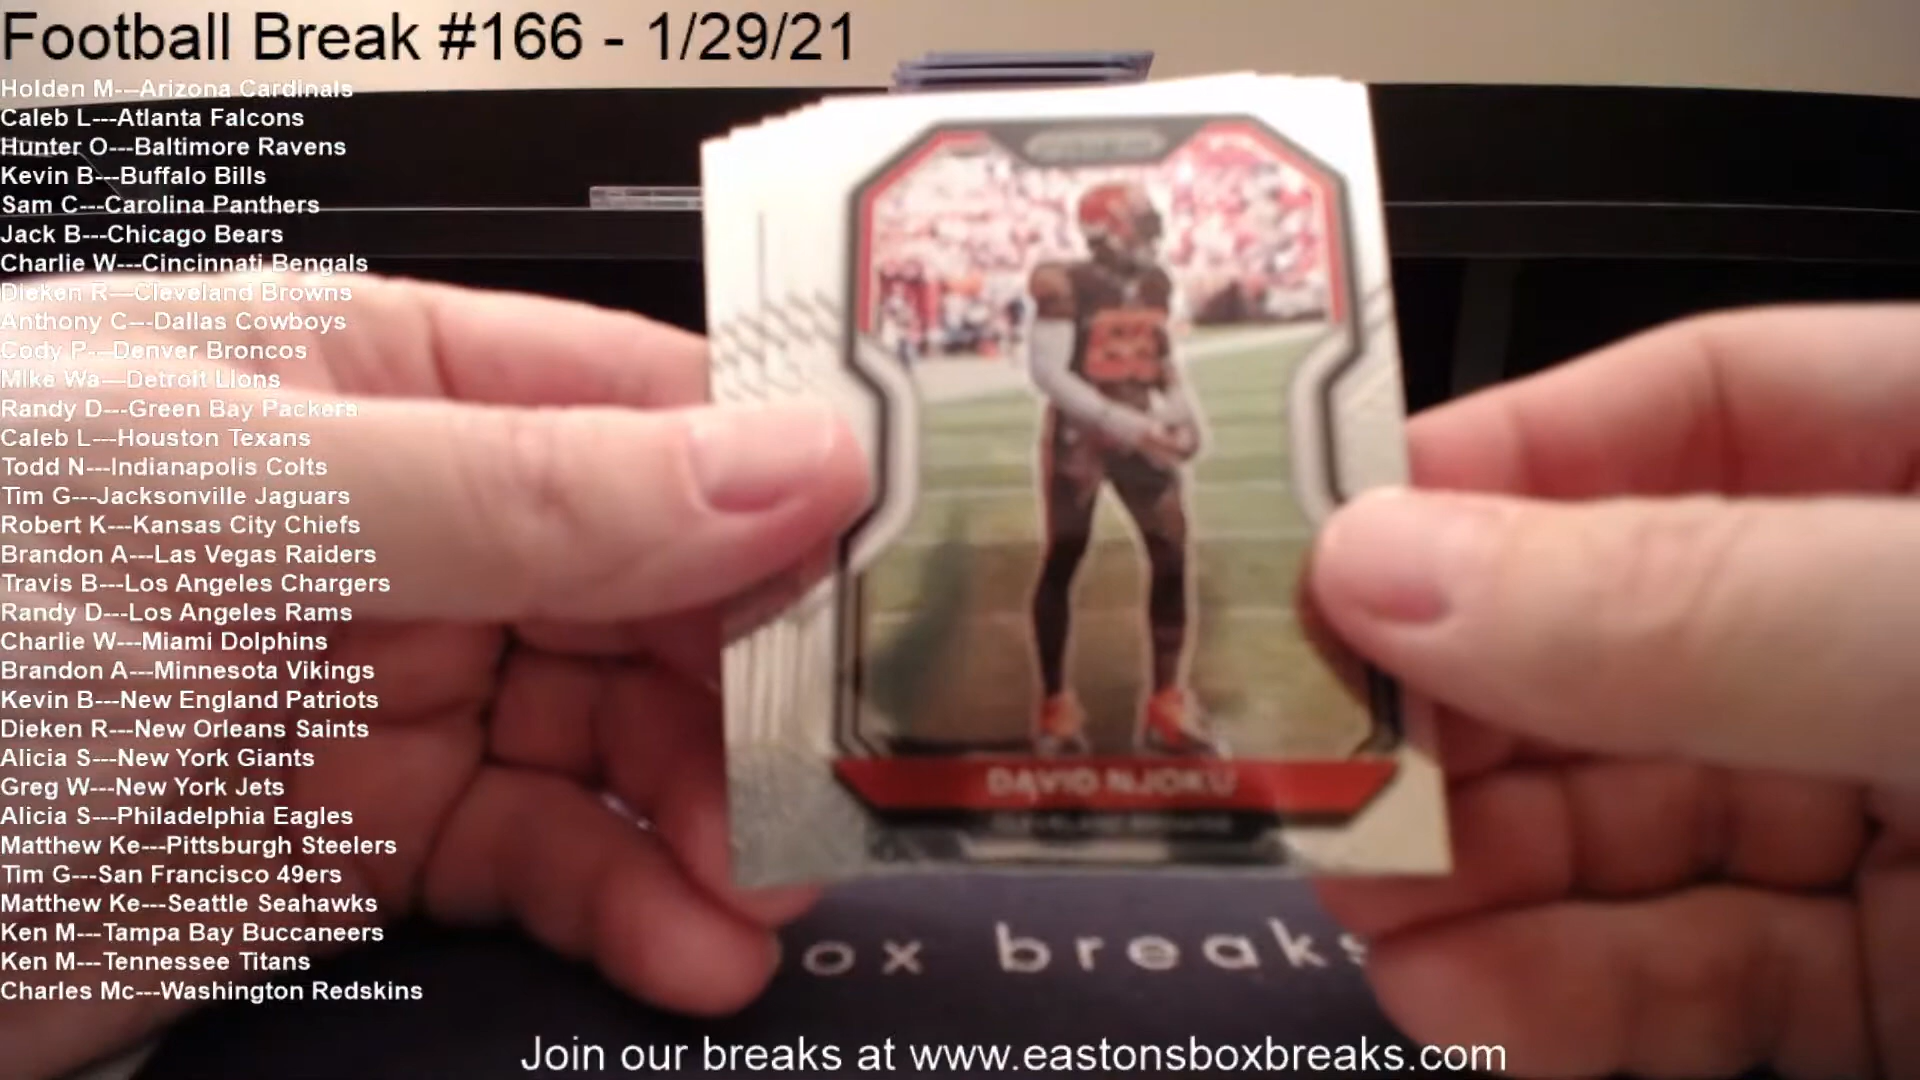 Football Break #166 - 1/29/21
Holden M---Arizona Cardinals
Caleb L---Atlanta Falcons
Hunter O---Baltimore Ravens
Kevin B---Buffalo Bills
Sam C---Carolina Panthers
Jack B---Chicago Bears
Charlie W---Cincinnati Bengals
Dieken R---Cleveland Browns
Anthony C---Dallas Cowboys
Cody P---Denver Broncos
Mike Wa---Detroit Lions
Randy D---Green Bay Packers
Caleb L---Houston Texans
Todd N---Indianapolis Colts
Tim G---Jacksonville Jaguars
Robert K---Kansas City Chiefs
Brandon A---Las Vegas Raiders
Travis B---Los Angeles Chargers
Randy D---Los Angeles Rams
Charlie W---Miami Dolphins
Brandon A---Minnesota Vikings
Kevin B---New England Patriots
Dieken R---New Orleans Saints
Alicia S---New York Giants
Greg W---New York Jets
Alicia S---Philadelphia Eagles
Matthew Ke---Pittsburgh Steelers
Tim G---San Francisco 49ers
Matthew Ke---Seattle Seahawks
Ken M---Tampa Bay Buccaneers
Ken M---Tennessee Titans
Charles Mc---Washington Redskins
DAVID NJOKU
CLEVELAND BROWNS
box breaks
Join our breaks at www.eastonsboxbreaks.com